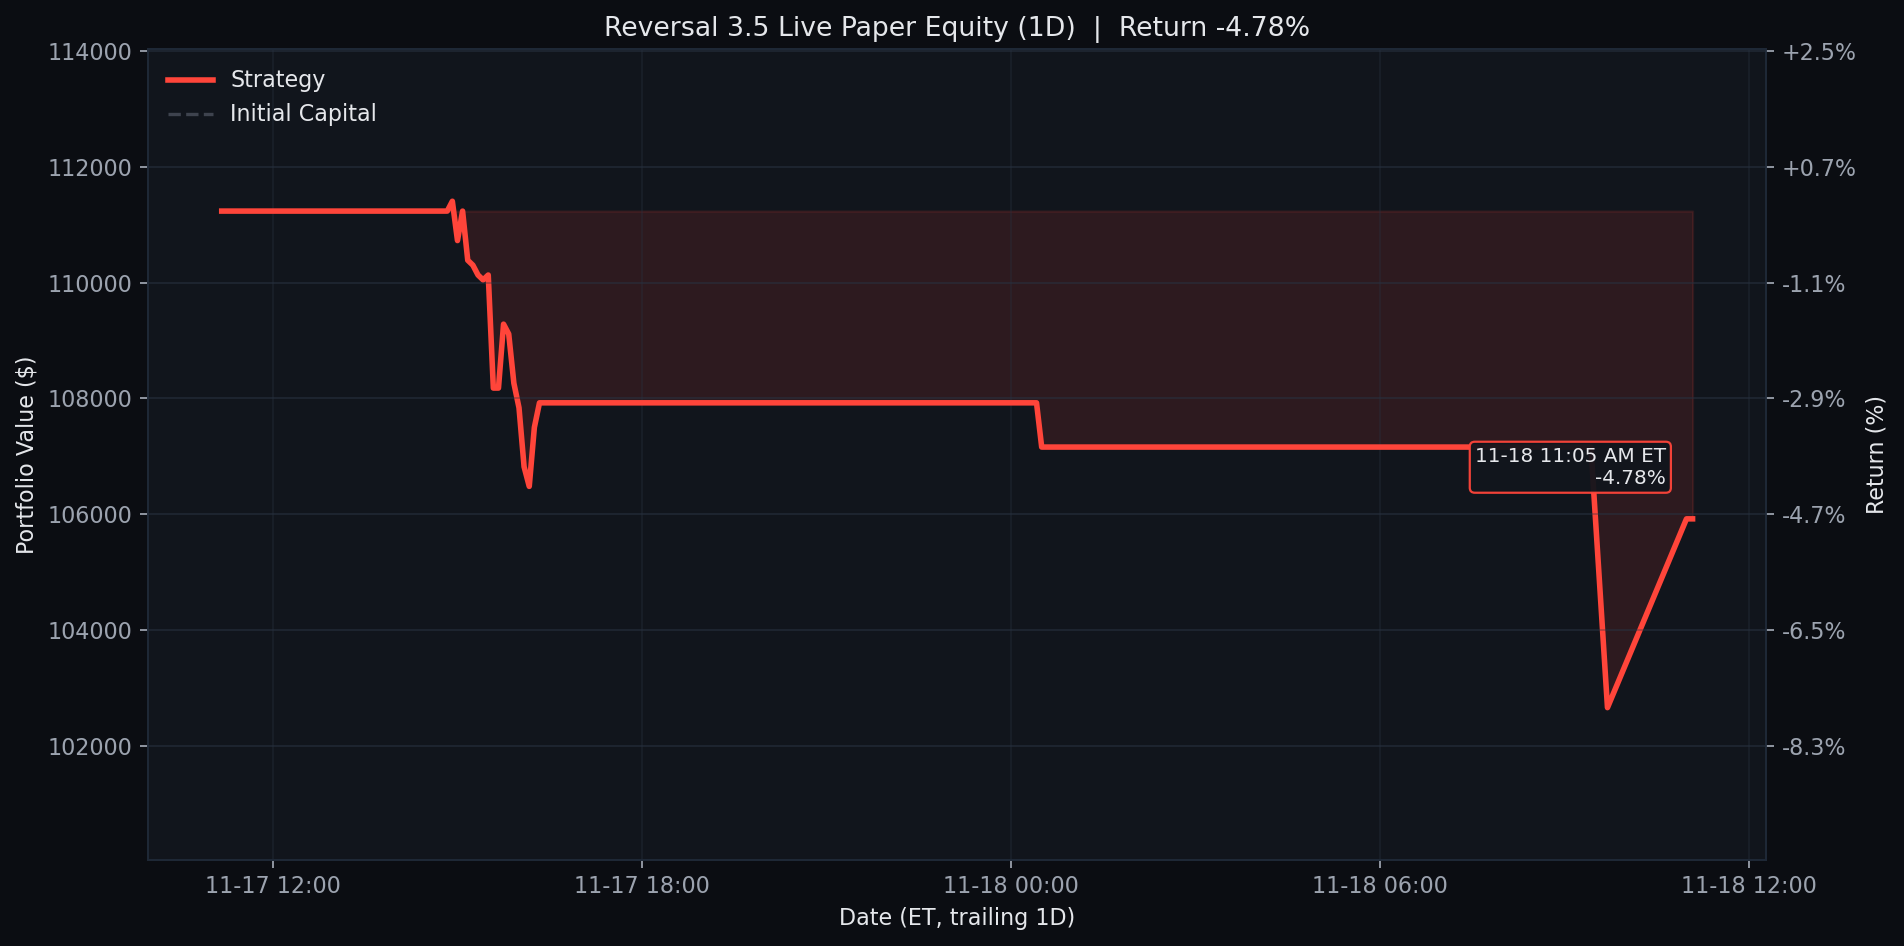 Reversal 3.5 Live Paper Equity (1D)  |  Return -4.78%
Strategy
Initial Capital
Portfolio Value ($)
114000
112000
110000
108000
106000
104000
102000
+2.5%
+0.7%
-1.1%
-2.9%
-4.7%
-6.5%
-8.3%
Return (%)
11-18 11:05 AM ET
-4.78%
11-17 12:00
11-17 18:00
11-18 00:00
11-18 06:00
11-18 12:00
Date (ET, trailing 1D)